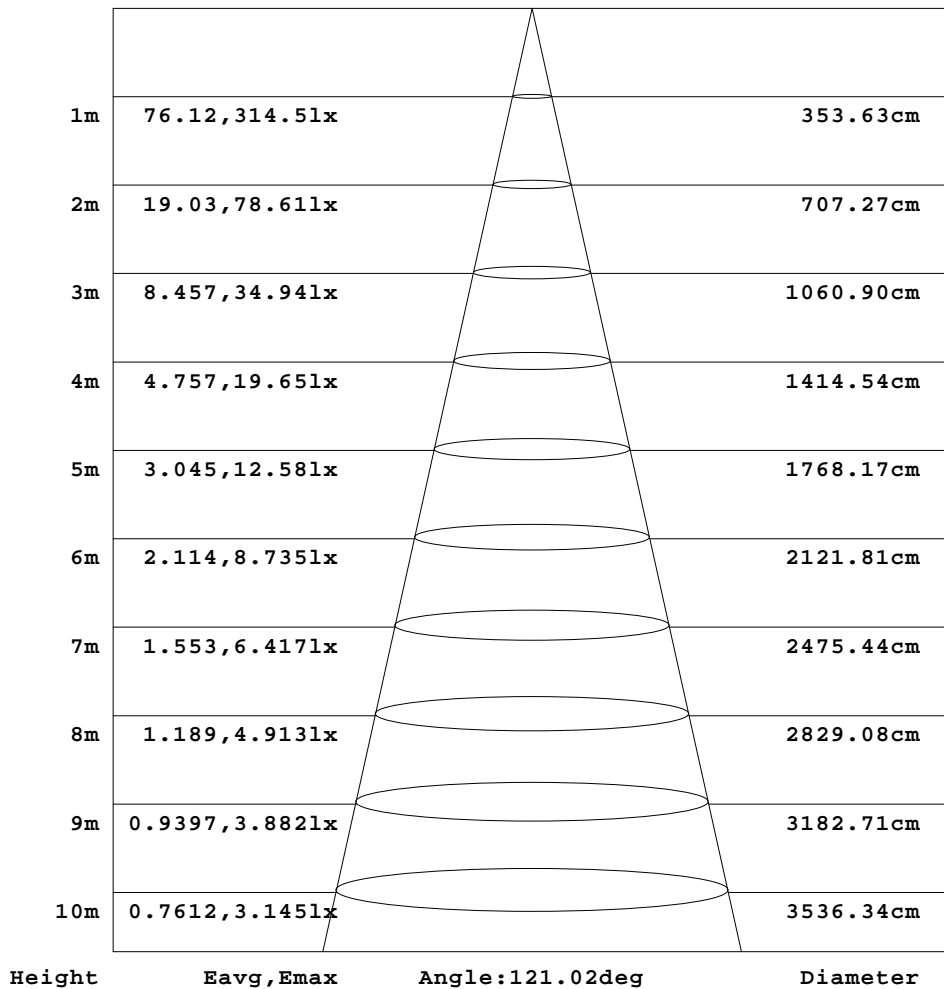 1m 76.12,314.5lx 353.63cm
2m 19.03,78.61lx 707.27cm
3m 8.457,34.94lx 1060.90cm
4m 4.757,19.65lx 1414.54cm
5m 3.045,12.58lx 1768.17cm
6m 2.114,8.735lx 2121.81cm
7m 1.553,6.417lx 2475.44cm
8m 1.189,4.913lx 2829.08cm
9m 0.9397,3.882lx 3182.71cm
10m 0.7612,3.145lx 3536.34cm
Height Eavg,Emax Angle:121.02deg Diameter